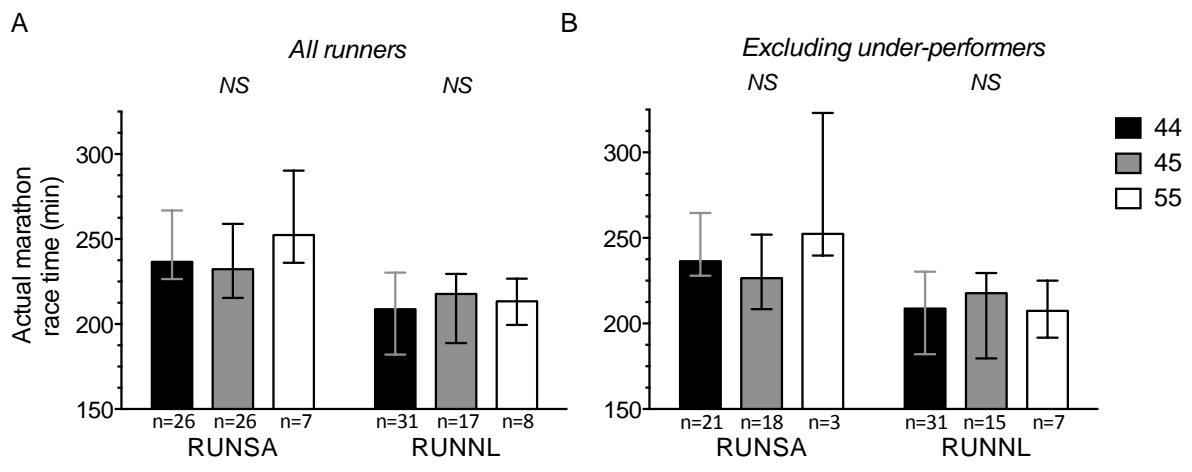 A
All runners
NS NS
Actual marathon
race time (min)
300
250
200
150
n=26 n=26 n=7 n=31 n=17 n=8
RUNSA RUNNL
B
Excluding under-performers
NS NS
300
250
200
150
n=21 n=18 n=3 n=31 n=15 n=7
RUNSA RUNNL
44
45
55